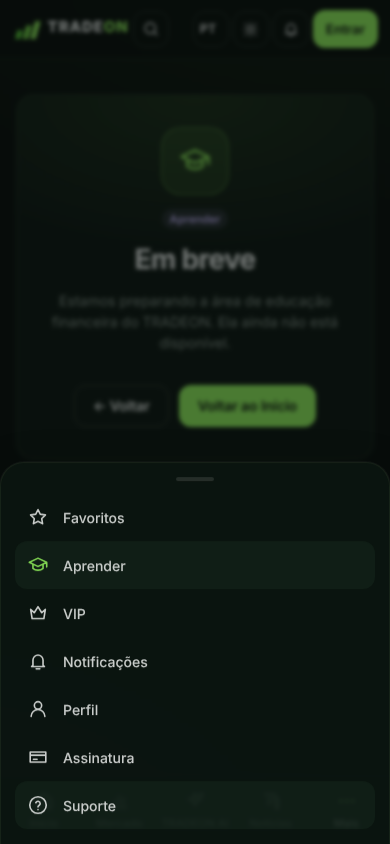 TRADEON
PT
Entrar
Aprender
Em breve
Estamos preparando a área de educação
financeira do TRADEON. Ela ainda não está
disponível.
← Voltar
Voltar ao Início
Favoritos
Aprender
VIP
Notificações
Perfil
Assinatura
Suporte